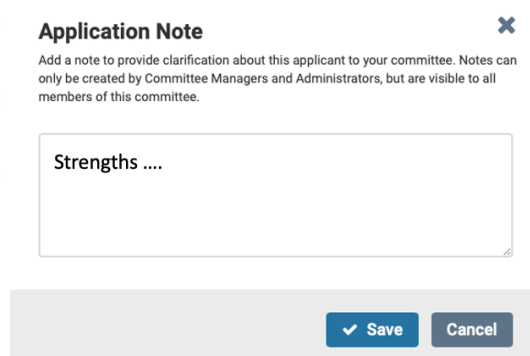 Application Note
Add a note to provide clarification about this applicant to your committee. Notes can
only be created by Committee Managers and Administrators, but are visible to all
members of this committee.
Strengths ....
Save
Cancel